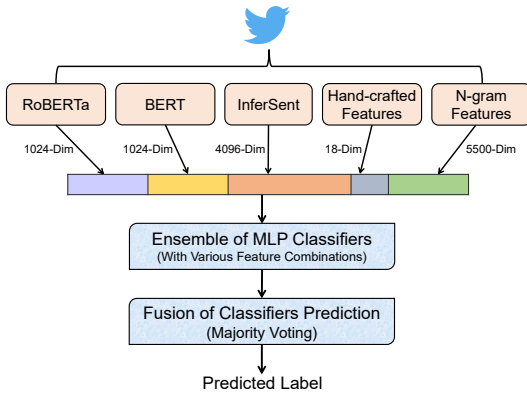 RoBERTa
BERT
InferSent
Hand-crafted
Features
N-gram
Features
1024-Dim
1024-Dim
4096-Dim
18-Dim
5500-Dim
Ensemble of MLP Classifiers
(With Various Feature Combinations)
Fusion of Classifiers Prediction
(Majority Voting)
Predicted Label